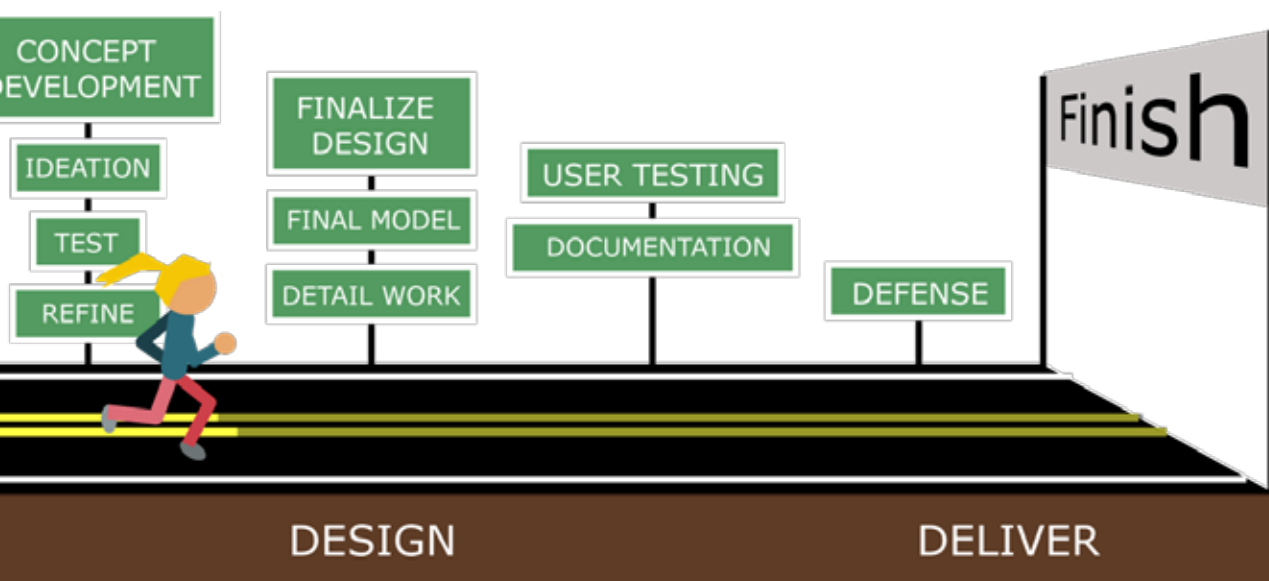 CONCEPT
DEVELOPMENT
IDEATION
TEST
REFINE
FINALIZE
DESIGN
FINAL MODEL
DETAIL WORK
USER TESTING
DOCUMENTATION
DEFENSE
Finish
DESIGN
DELIVER